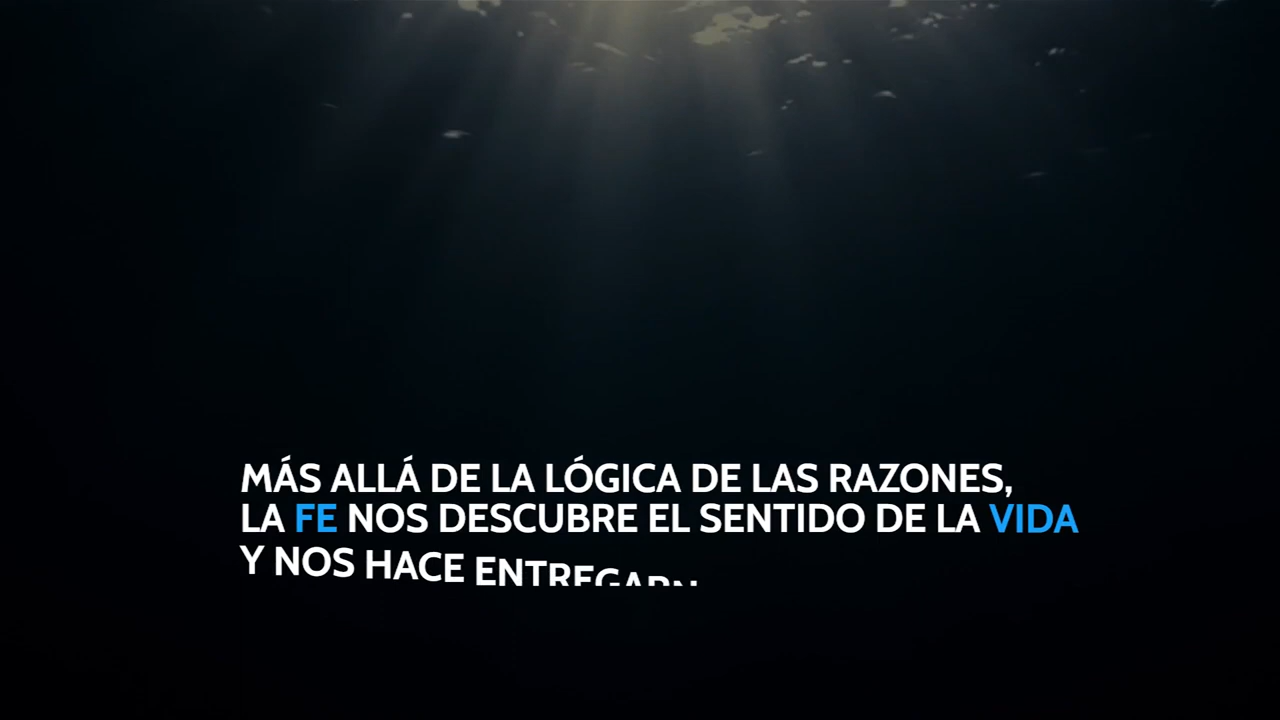 MÁS ALLÁ DE LA LÓGICA DE LAS RAZONES,
LA FE NOS DESCUBRE EL SENTIDO DE LA VIDA
Y NOS HACE